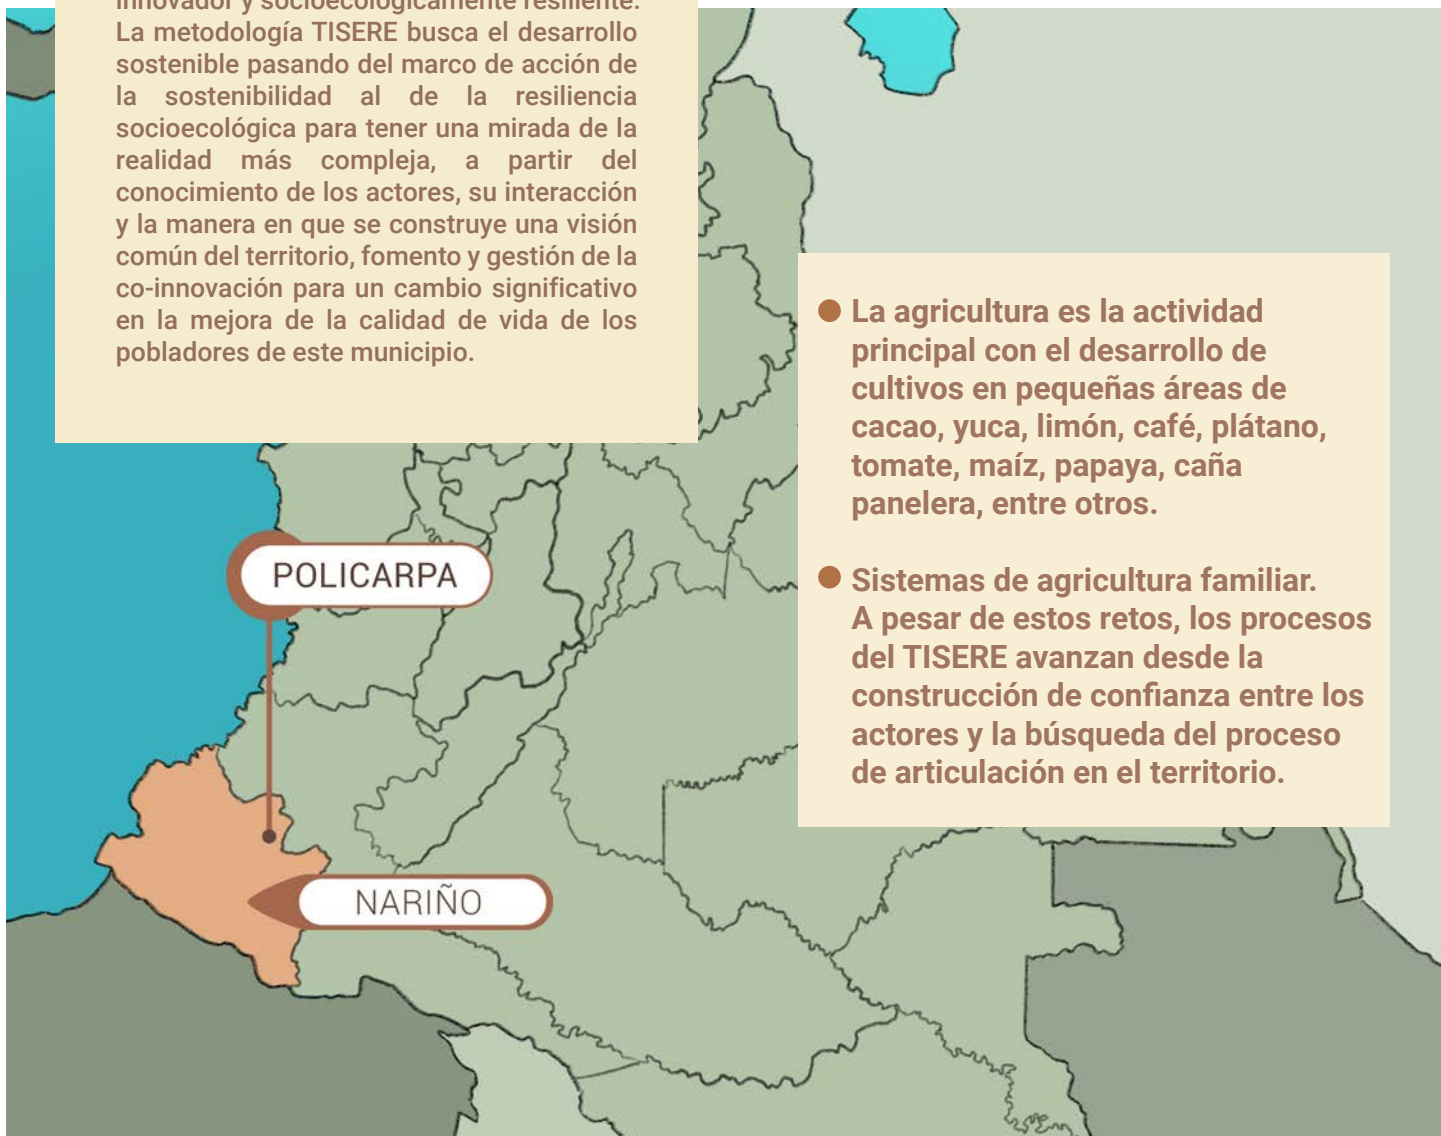 innovador y socioecológicamente resiliente.
La metodología TISERE busca el desarrollo
sostenible pasando del marco de acción de
la sostenibilidad al de la resiliencia
socioecológica para tener una mirada de la
realidad más compleja, a partir del
conocimiento de los actores, su interacción
y la manera en que se construye una visión
común del territorio, fomento y gestión de la
co-innovación para un cambio significativo
en la mejora de la calidad de vida de los
pobladores de este municipio.
La agricultura es la actividad
principal con el desarrollo de
cultivos en pequeñas áreas de
cacao, yuca, limón, café, plátano,
tomate, maíz, papaya, caña
panelera, entre otros.
Sistemas de agricultura familiar.
A pesar de estos retos, los procesos
del TISERE avanzan desde la
construcción de confianza entre los
actores y la búsqueda del proceso
de articulación en el territorio.
POLICARPA
NARIÑO